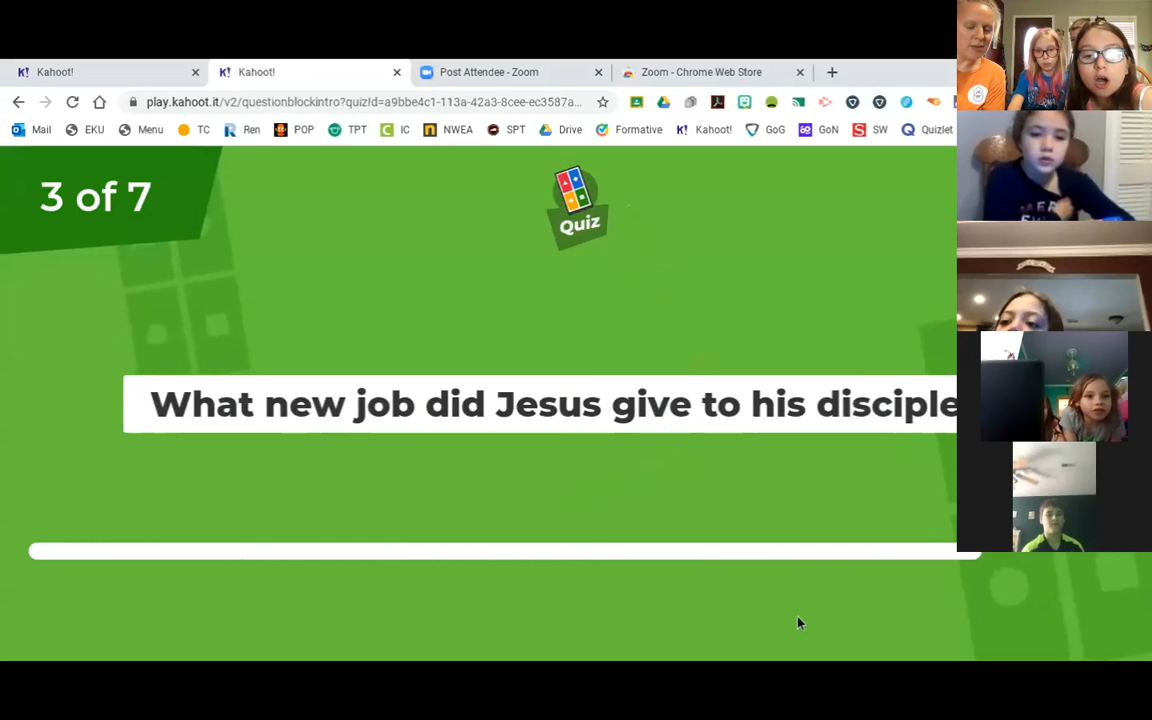 Kahoot!
Kahoot!
Post Attendee - Zoom
Zoom - Chrome Web Store
play.kahoot.it/v2/questionblockintro?quizId=a9bbe4c1-113a-42a3-8cee-ec3587a...
Mail EKU Menu TC Ren POP TPT IC NWEA SPT Drive Formative Kahoot! GoG GoN SW Quizlet
3 of 7
Quiz
What new job did Jesus give to his disciple